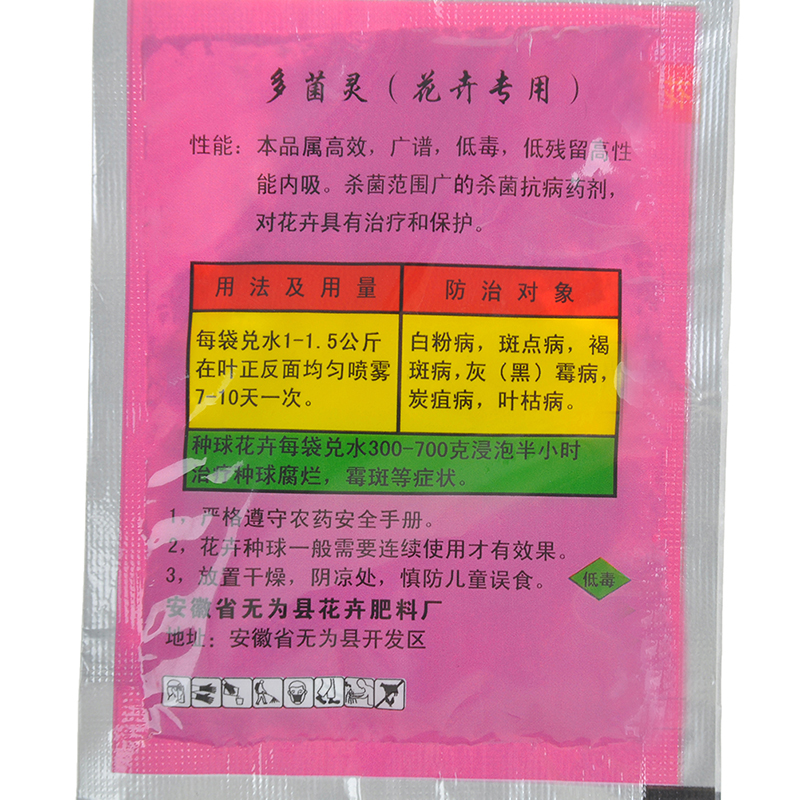 多菌灵（花卉专用）
性能：本品属高效，广谱，低毒，低残留高性
能内吸。杀菌范围广的杀菌抗病药剂，
对花卉具有治疗和保护。
用法及用量
防治对象
每袋兑水1-1.5公斤
在叶正反面均匀喷雾
7-10天一次。
白粉病，斑点病，褐
斑病，灰（黑）霉病，
炭疽病，叶枯病。
种球花卉每袋兑水300-700克浸泡半小时
治疗种球腐烂，霉斑等症状。
1，严格遵守农药安全手册。
2，花卉种球一般需要连续使用才有效果。
3，放置干燥，阴凉处，慎防儿童误食。
低毒
安徽省无为县花卉肥料厂
地址：安徽省无为县开发区